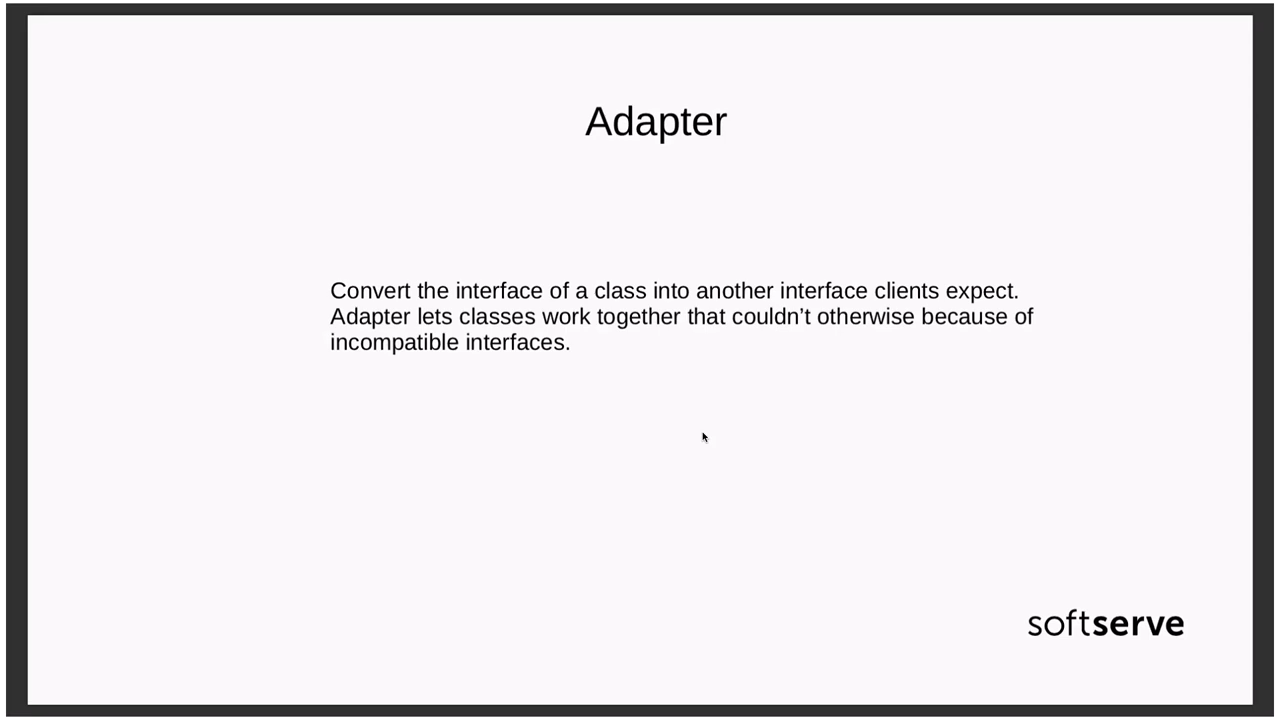 Adapter
Convert the interface of a class into another interface clients expect.
Adapter lets classes work together that couldn’t otherwise because of
incompatible interfaces.
softserve